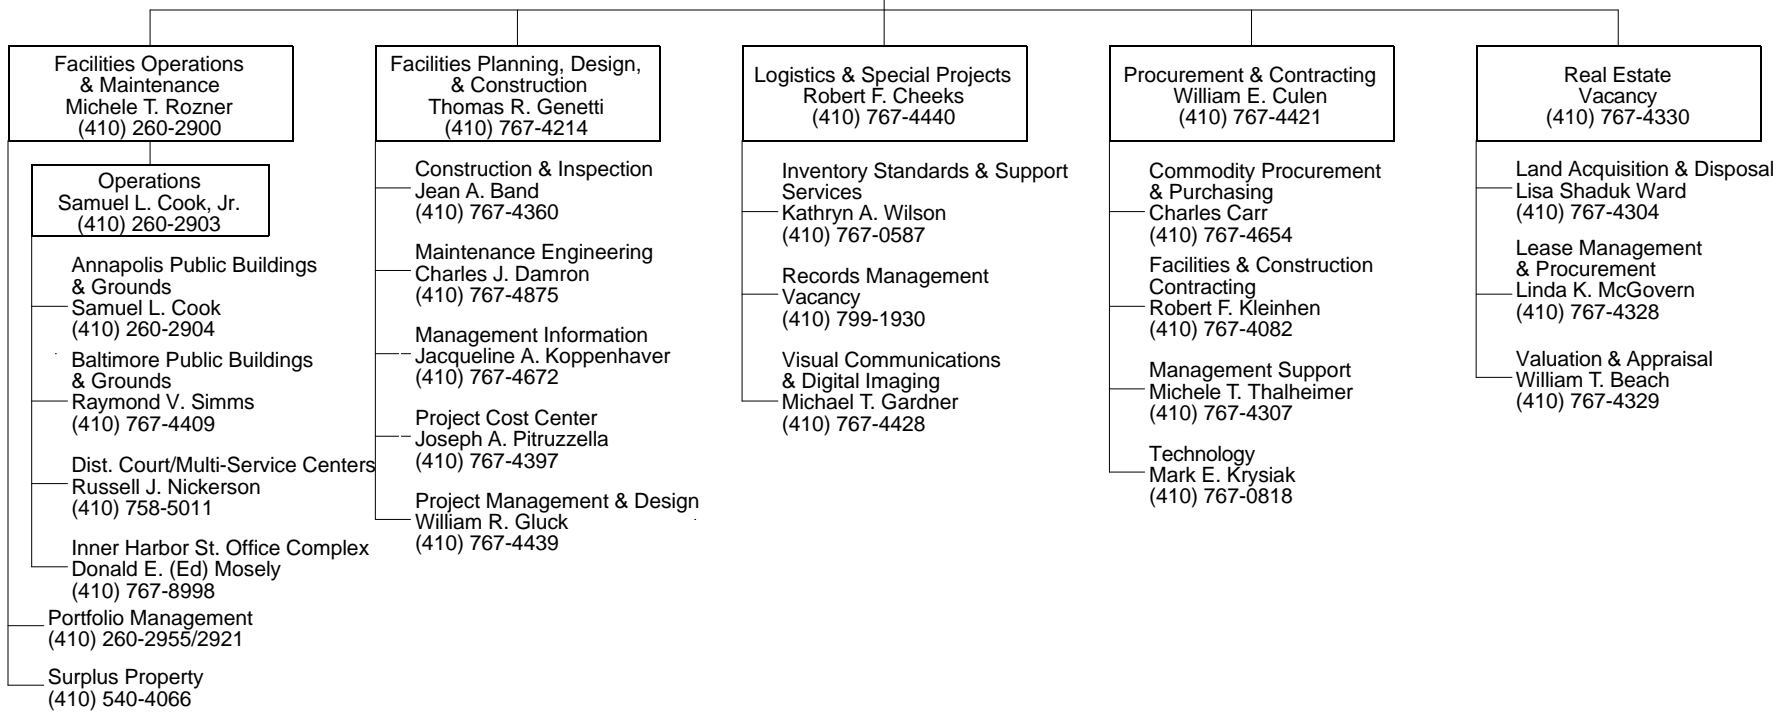 Facilities Operations
& Maintenance
Michele T. Rozner
(410) 260-2900
Operations
Samuel L. Cook, Jr.
(410) 260-2903
Annapolis Public Buildings
& Grounds
Samuel L. Cook
(410) 260-2904
Baltimore Public Buildings
& Grounds
Raymond V. Simms
(410) 767-4409
Dist. Court/Multi-Service Centers
Russell J. Nickerson
(410) 758-5011
Inner Harbor St. Office Complex
Donald E. (Ed) Mosely
(410) 767-8998
Portfolio Management
(410) 260-2955/2921
Surplus Property
(410) 540-4066
Facilities Planning, Design,
& Construction
Thomas R. Genetti
(410) 767-4214
Construction & Inspection
Jean A. Band
(410) 767-4360
Maintenance Engineering
Charles J. Damron
(410) 767-4875
Management Information
Jacqueline A. Koppenhaver
(410) 767-4672
Project Cost Center
Joseph A. Pitruzzella
(410) 767-4397
Project Management & Design
William R. Gluck
(410) 767-4439
Logistics & Special Projects
Robert F. Cheeks
(410) 767-4440
Inventory Standards & Support
Services
Kathryn A. Wilson
(410) 767-0587
Records Management
Vacancy
(410) 799-1930
Visual Communications
& Digital Imaging
Michael T. Gardner
(410) 767-4428
Procurement & Contracting
William E. Culen
(410) 767-4421
Commodity Procurement
& Purchasing
Charles Carr
(410) 767-4654
Facilities & Construction
Contracting
Robert F. Kleinhen
(410) 767-4082
Management Support
Michele T. Thalheimer
(410) 767-4307
Technology
Mark E. Krysiak
(410) 767-0818
Real Estate
Vacancy
(410) 767-4330
Land Acquisition & Disposal
Lisa Shaduk Ward
(410) 767-4304
Lease Management
& Procurement
Linda K. McGovern
(410) 767-4328
Valuation & Appraisal
William T. Beach
(410) 767-4329